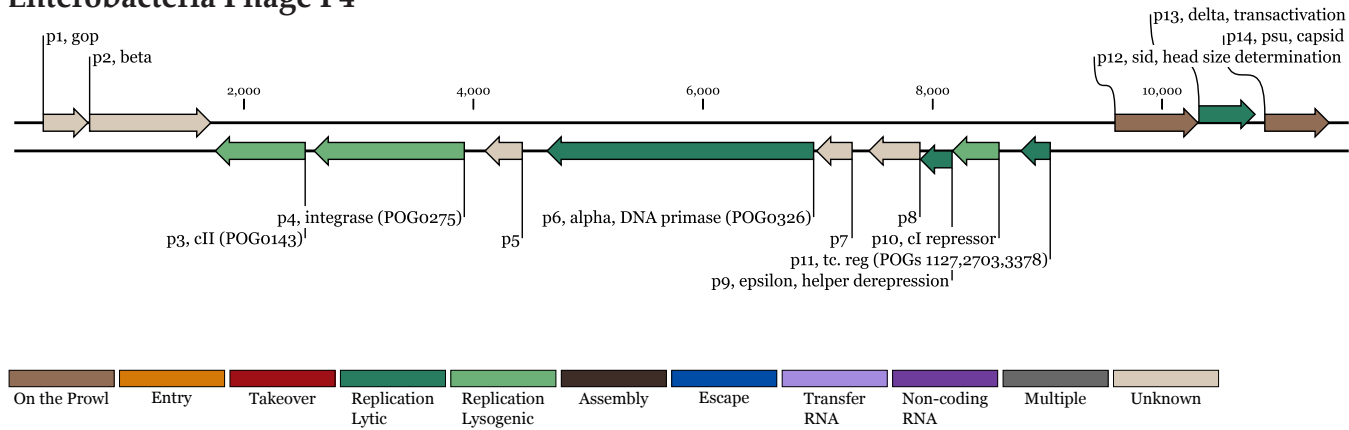 Enterobacteria Phage P4
p13, delta, transactivation
p1, gop
p14, psu, capsid
p2, beta
p12, sid, head size determination
2,000
4,000
6,000
8,000
10,000
p4, integrase (POG0275)
p6, alpha, DNA primase (POG0326)
p8
p3, cII (POG0143)
p5
p7
p10, cI repressor
p11, tc. reg (POGs 1127,2703,3378)
p9, epsilon, helper derepression
On the Prowl
Entry
Takeover
Replication
Lytic
Replication
Lysogenic
Assembly
Escape
Transfer
RNA
Non-coding
RNA
Multiple
Unknown